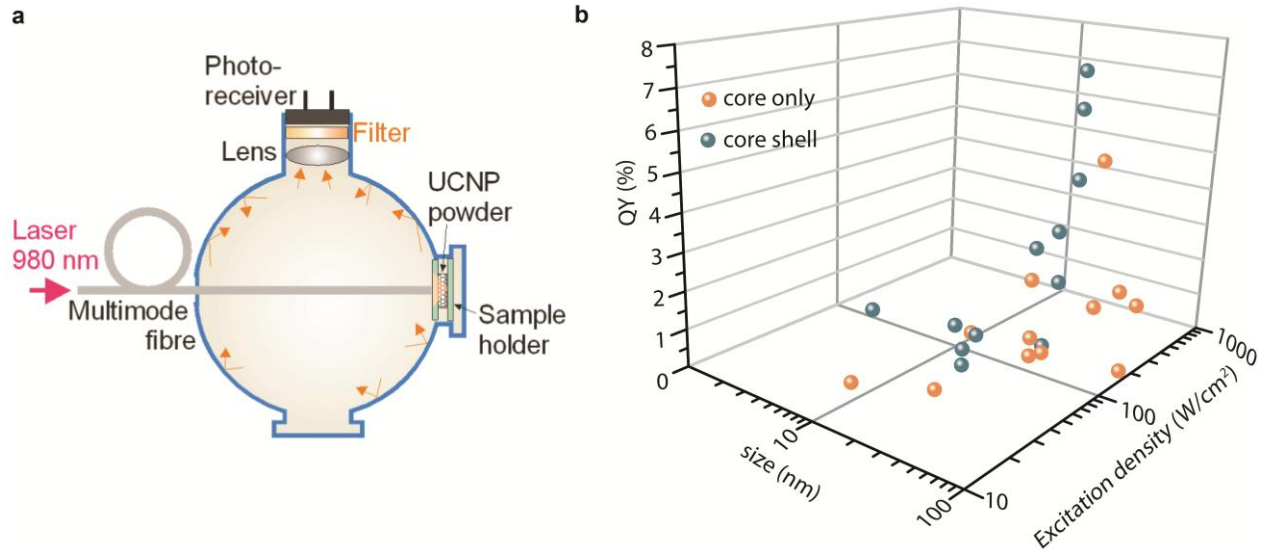 a
Photo-
receiver
Filter
Lens
UCNP
powder
Laser
980 nm
Multimode
fibre
Sample
holder
b
8
7
6
5
4
3
2
1
0
QY (%)
core only
core shell
10
100
size (nm)
10
100
1000
Excitation density (W/cm²)